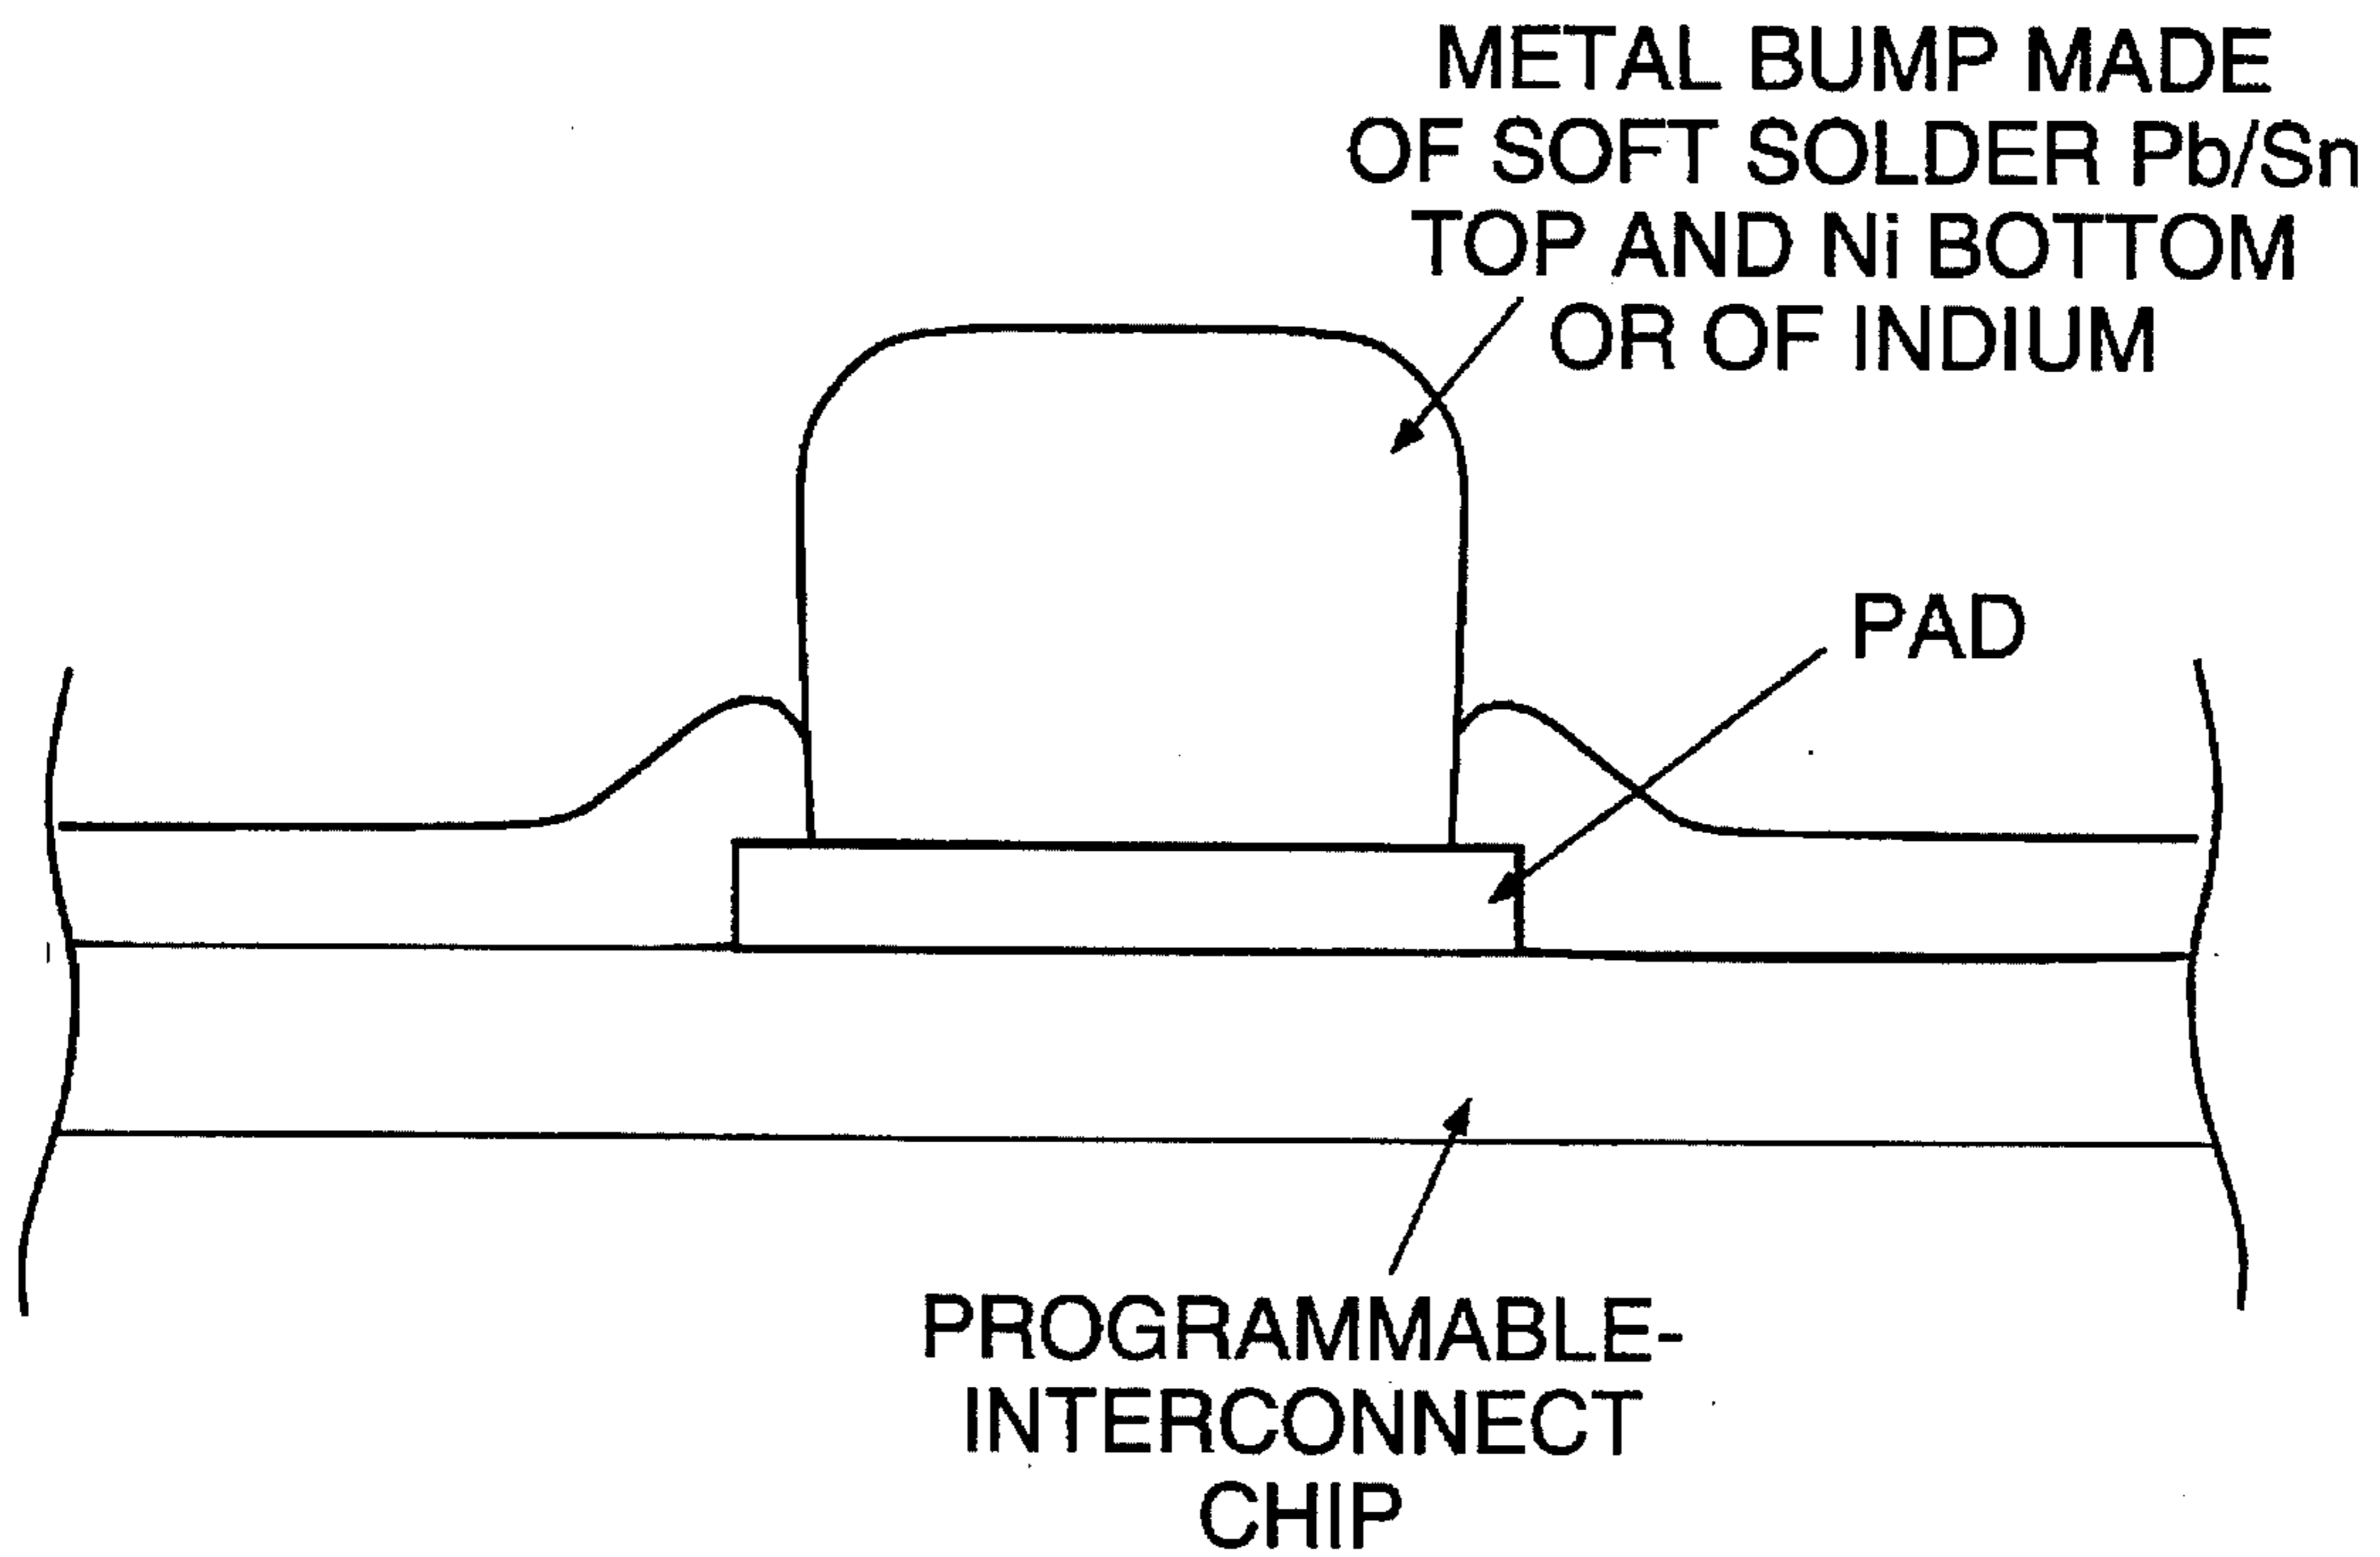 METAL BUMP MADE
OF SOFT SOLDER Pb/Sn
TOP AND Ni BOTTOM
OR OF INDIUM
PAD
PROGRAMMABLE-
INTERCONNECT
CHIP